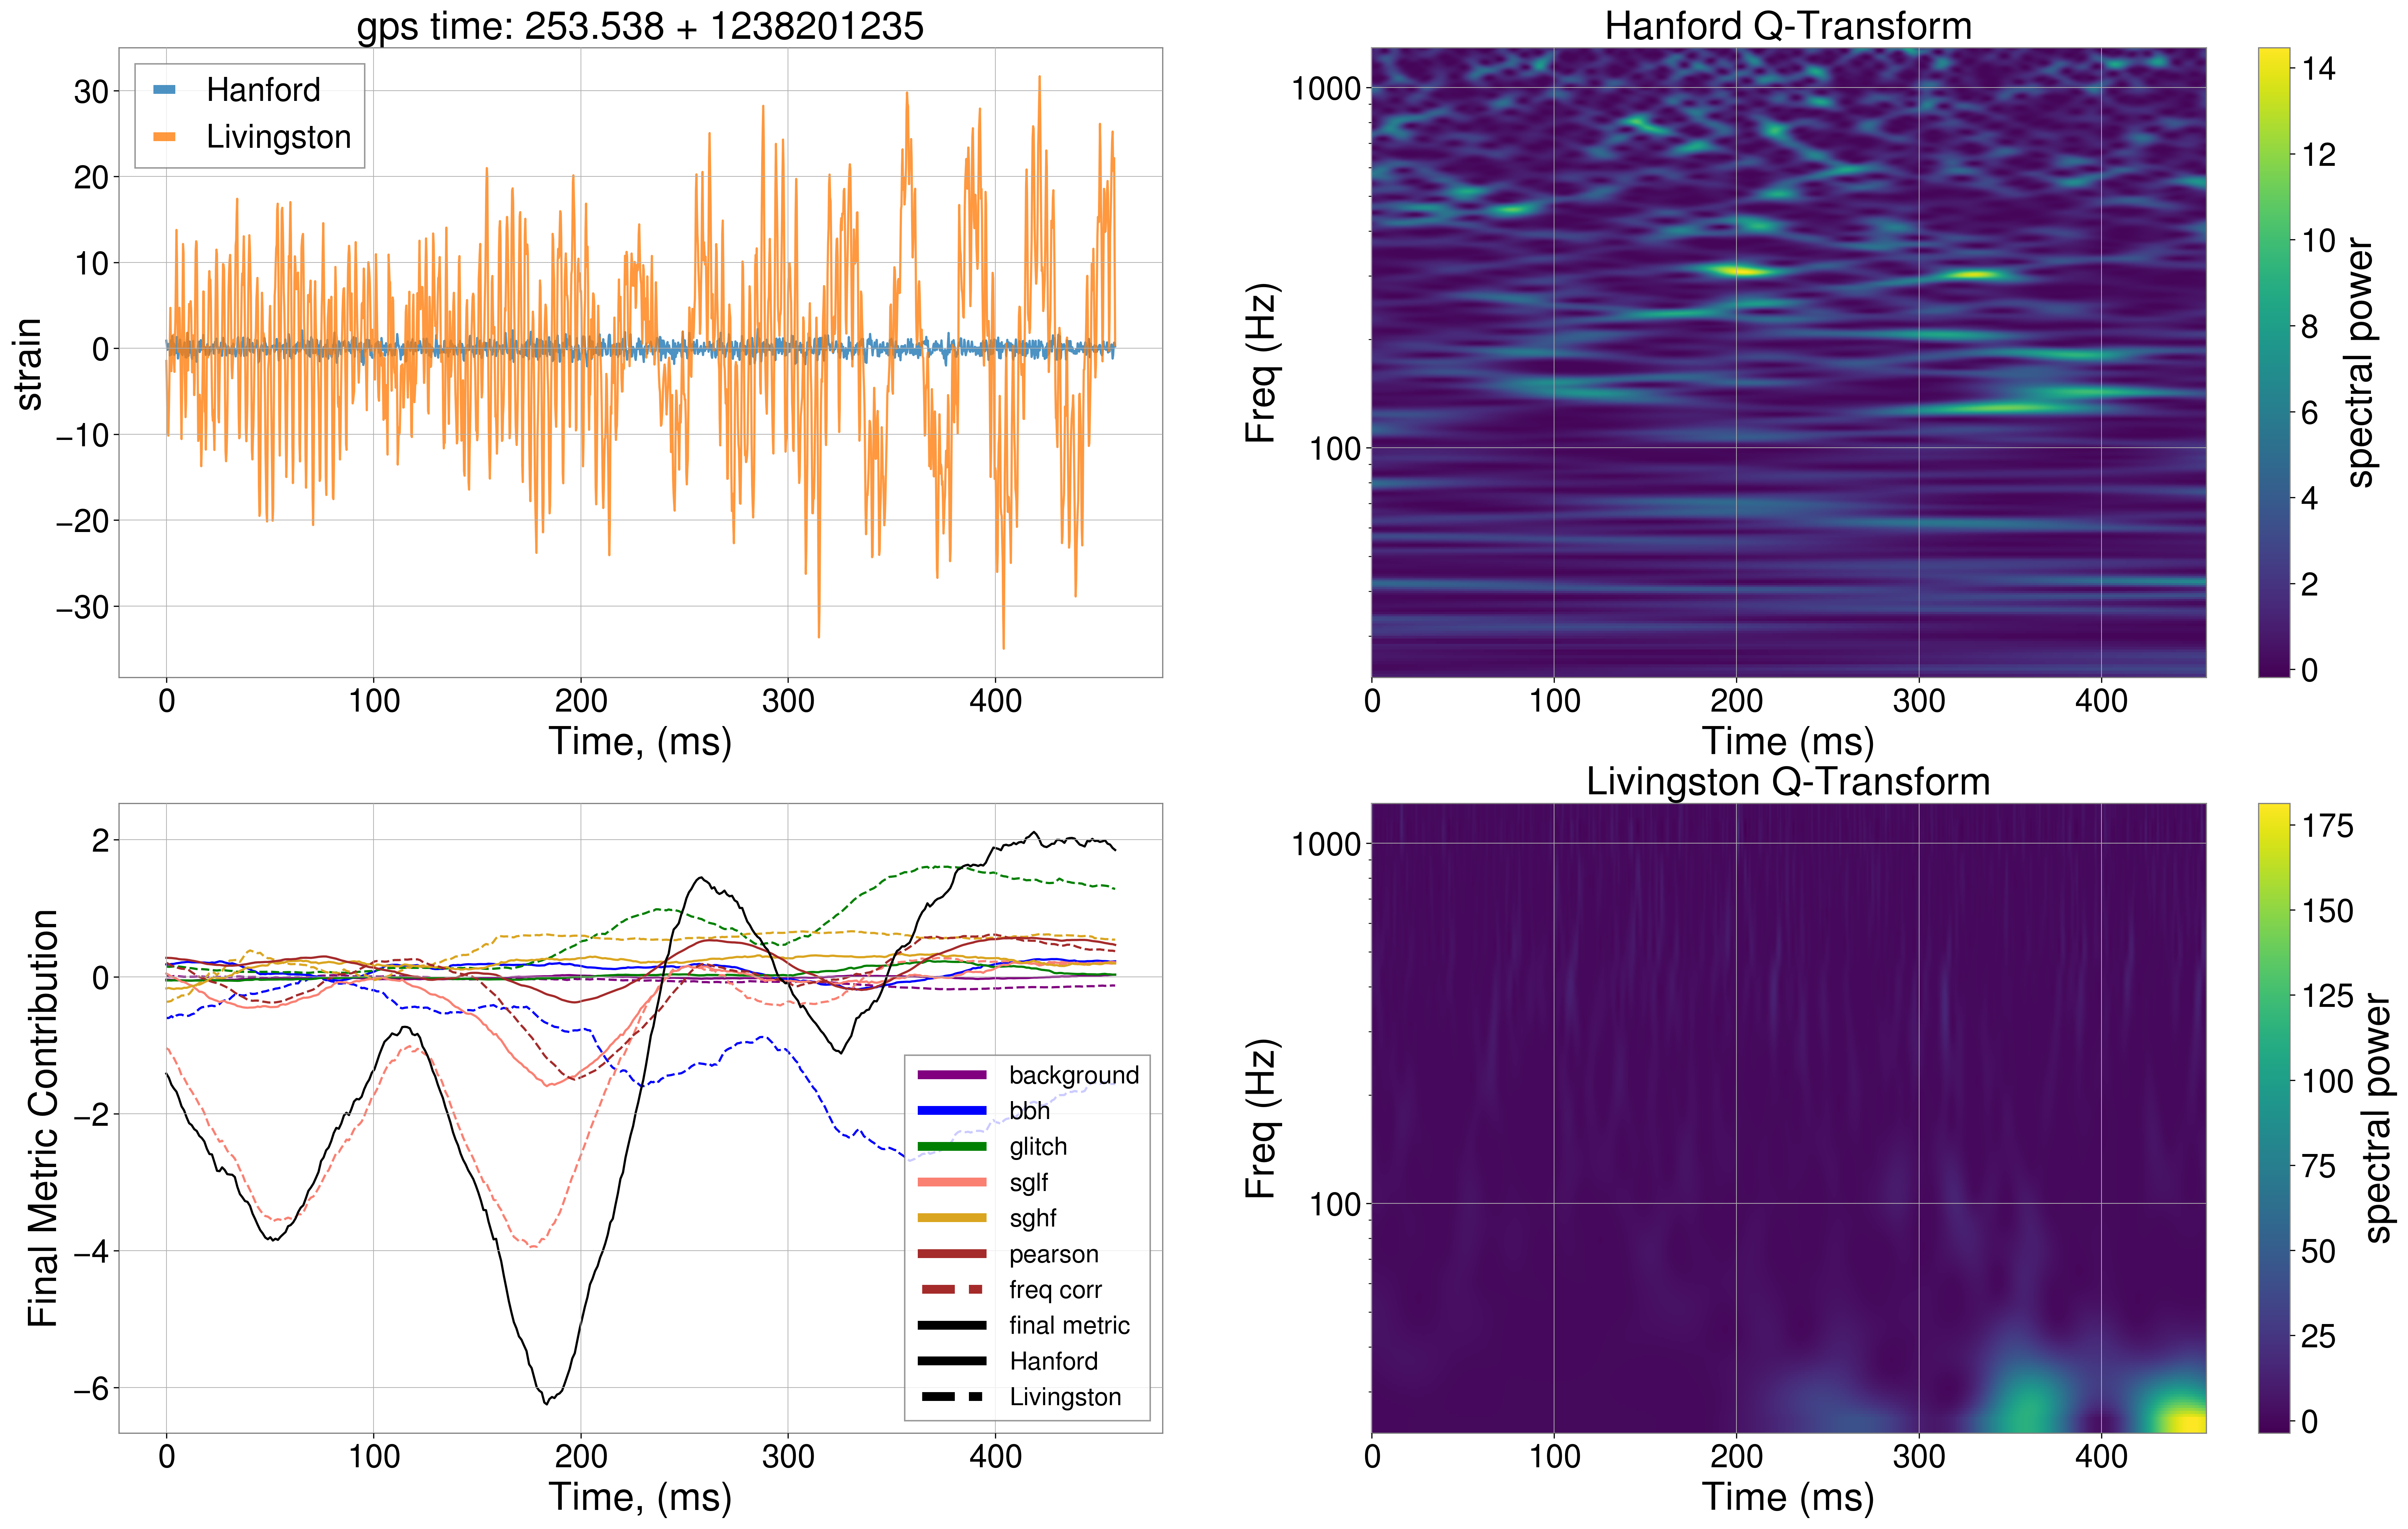 gps time: 253.538 + 1238201235
Hanford
Livingston
strain
30
20
10
0
−10
−20
−30
0 100 200 300 400
Time, (ms)
Hanford Q-Transform
Freq (Hz)
1000
100
0 100 200 300 400
Time (ms)
14
12
10
8
6
4
2
0
spectral power
Final Metric Contribution
2
0
−2
−4
−6
background
bbh
glitch
sglf
sghf
pearson
freq corr
final metric
Hanford
Livingston
0 100 200 300 400
Time, (ms)
Livingston Q-Transform
Freq (Hz)
1000
100
0 100 200 300 400
Time (ms)
175
150
125
100
75
50
25
0
spectral power